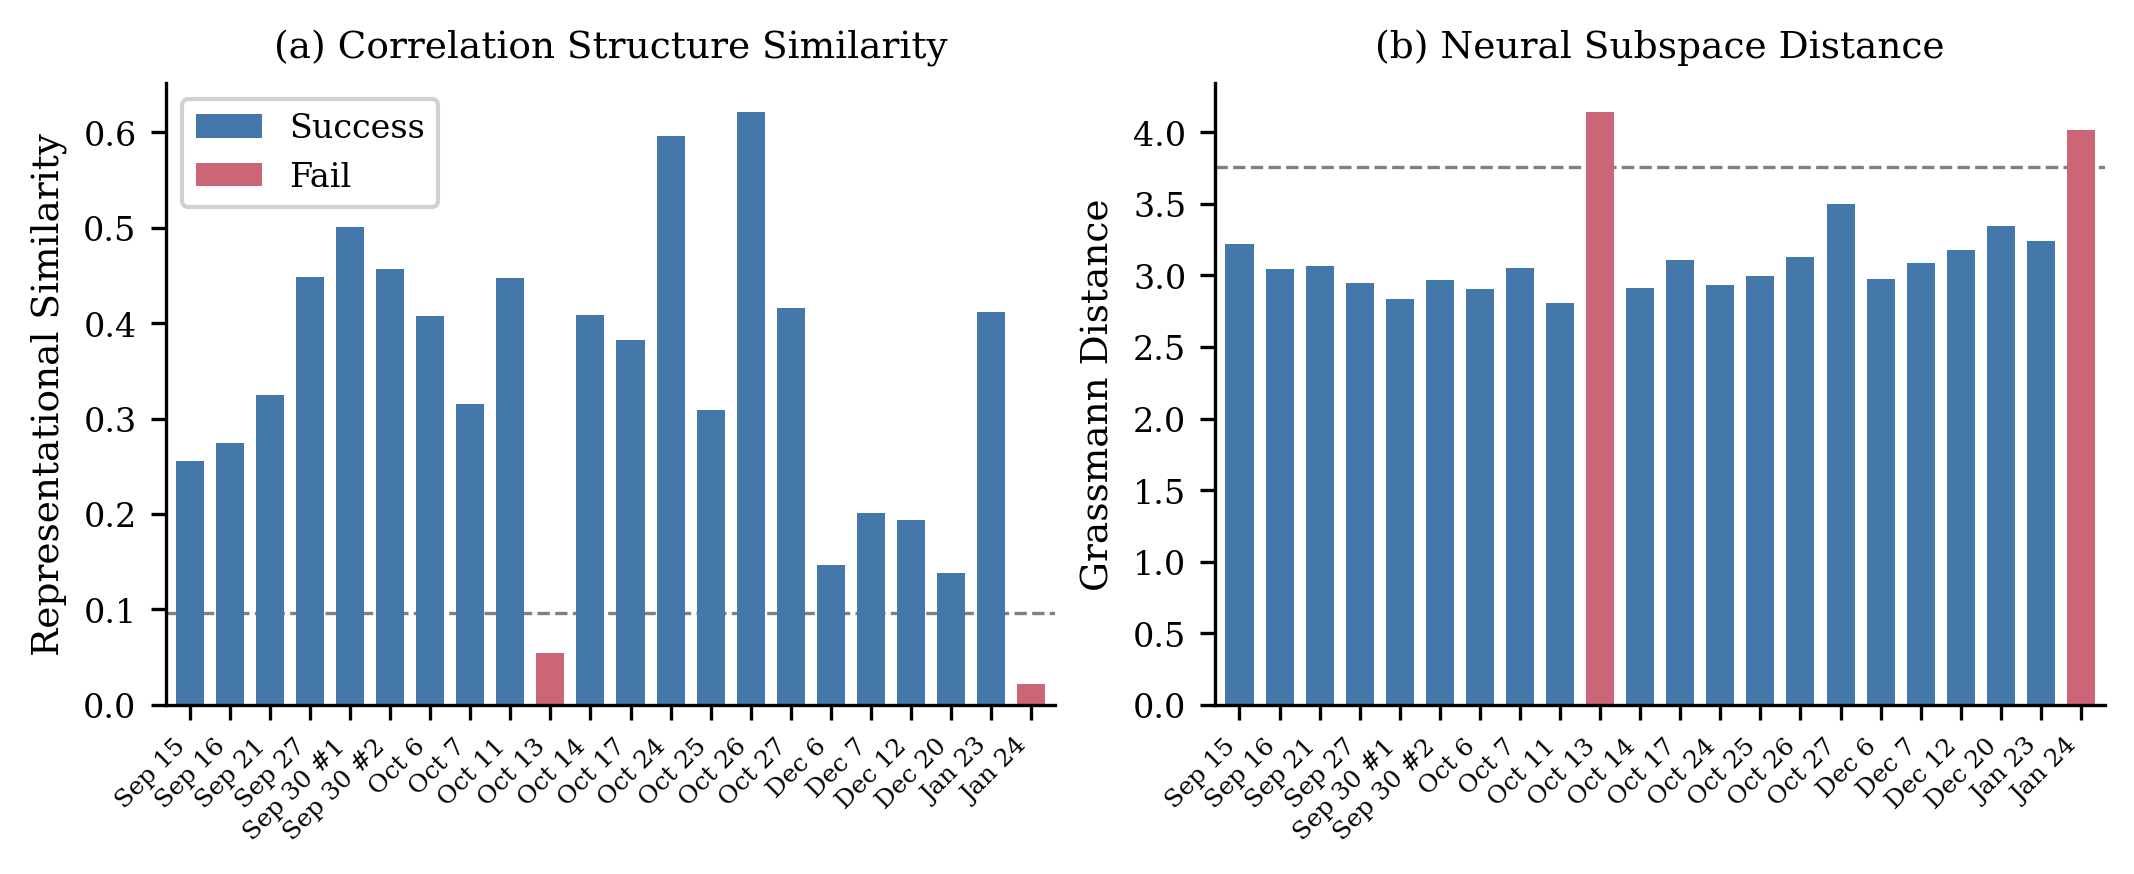 (a) Correlation Structure Similarity
Representational Similarity
0.6
0.5
0.4
0.3
0.2
0.1
0.0
Success
Fail
Sep 15
Sep 16
Sep 21
Sep 27
Sep 30 #1
Sep 30 #2
Oct 6
Oct 7
Oct 11
Oct 13
Oct 14
Oct 17
Oct 24
Oct 25
Oct 26
Oct 27
Dec 6
Dec 7
Dec 12
Dec 20
Jan 23
Jan 24
(b) Neural Subspace Distance
Grassmann Distance
4.0
3.5
3.0
2.5
2.0
1.5
1.0
0.5
0.0
Sep 15
Sep 16
Sep 21
Sep 27
Sep 30 #1
Sep 30 #2
Oct 6
Oct 7
Oct 11
Oct 13
Oct 14
Oct 17
Oct 24
Oct 25
Oct 26
Oct 27
Dec 6
Dec 7
Dec 12
Dec 20
Jan 23
Jan 24